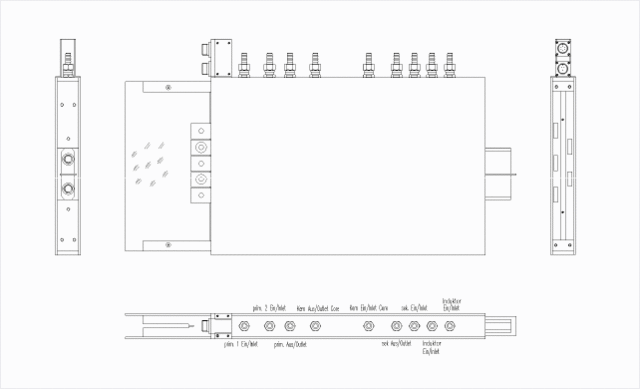 Induktor
prim. 2 Ein/Inlet Kern Aus/Outlet Core Kern Ein/Inlet Core sek. Ein/Inlet Ein/Inlet
prim. 1 Ein/Inlet prim. Aus/Outlet sek. Aus/Outlet Induktor
Ein/Inlet